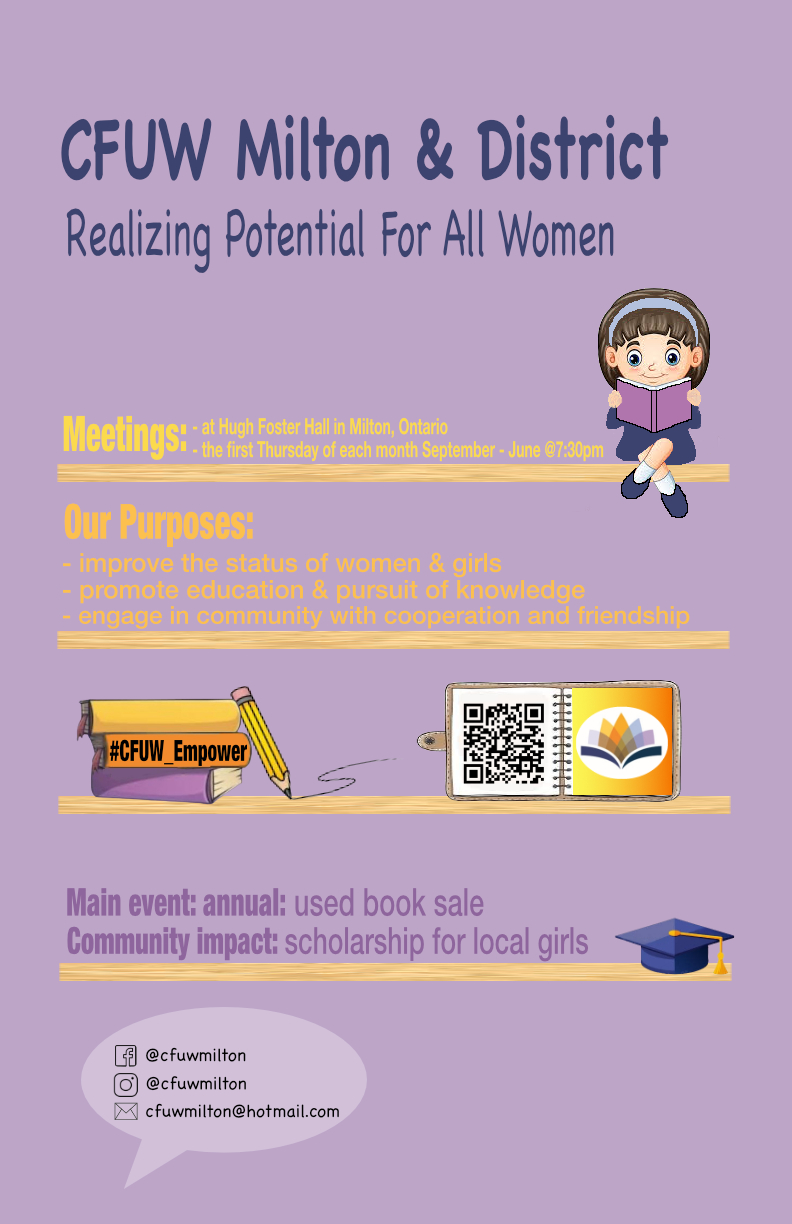 CFUW Milton & District
Realizing Potential For All Women
Meetings: - at Hugh Foster Hall in Milton, Ontario
- the first Thursday of each month September - June @7:30pm
Our Purposes:
- improve the status of women & girls
- promote education & pursuit of knowledge
- engage in community with cooperation and friendship
#CFUW_Empower
Main event: annual: used book sale
Community impact: scholarship for local girls
@cfuwmilton
@cfuwmilton
cfuwmilton@hotmail.com